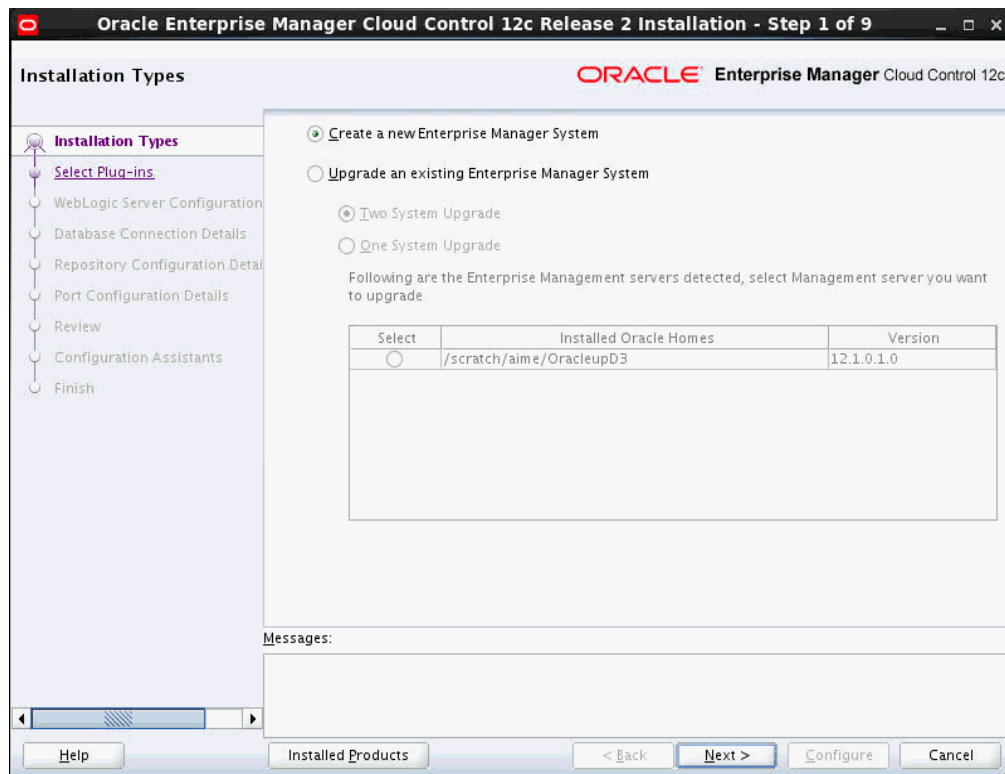 Oracle Enterprise Manager Cloud Control 12c Release 2 Installation - Step 1 of 9
Installation Types
ORACLE Enterprise Manager Cloud Control 12c
Installation Types
Select Plug-ins
WebLogic Server Configuration
Database Connection Details
Repository Configuration Detai
Port Configuration Details
Review
Configuration Assistants
Finish
Create a new Enterprise Manager System
Upgrade an existing Enterprise Manager System
Two System Upgrade
One System Upgrade
Following are the Enterprise Management servers detected, select Management server you want
to upgrade
Select Installed Oracle Homes Version
/scratch/aime/OracleupD3 12.1.0.1.0
Messages:
Help Installed Products < Back Next > Configure Cancel